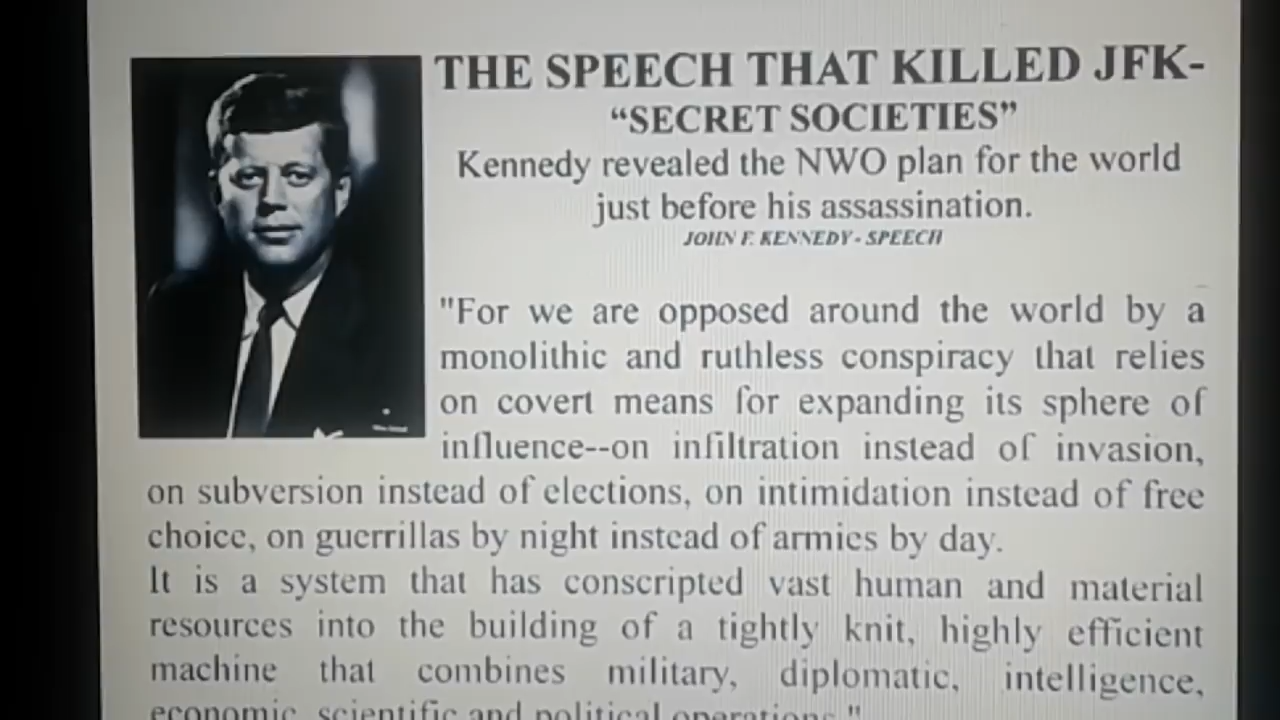 THE SPEECH THAT KILLED JFK-
“SECRET SOCIETIES”
Kennedy revealed the NWO plan for the world
just before his assassination.
JOHN F. KENNEDY - SPEECH
"For we are opposed around the world by a
monolithic and ruthless conspiracy that relies
on covert means for expanding its sphere of
influence--on infiltration instead of invasion,
on subversion instead of elections, on intimidation instead of free
choice, on guerrillas by night instead of armies by day.
It is a system that has conscripted vast human and material
resources into the building of a tightly knit, highly efficient
machine that combines military, diplomatic, intelligence,
economic, scientific and political operations."